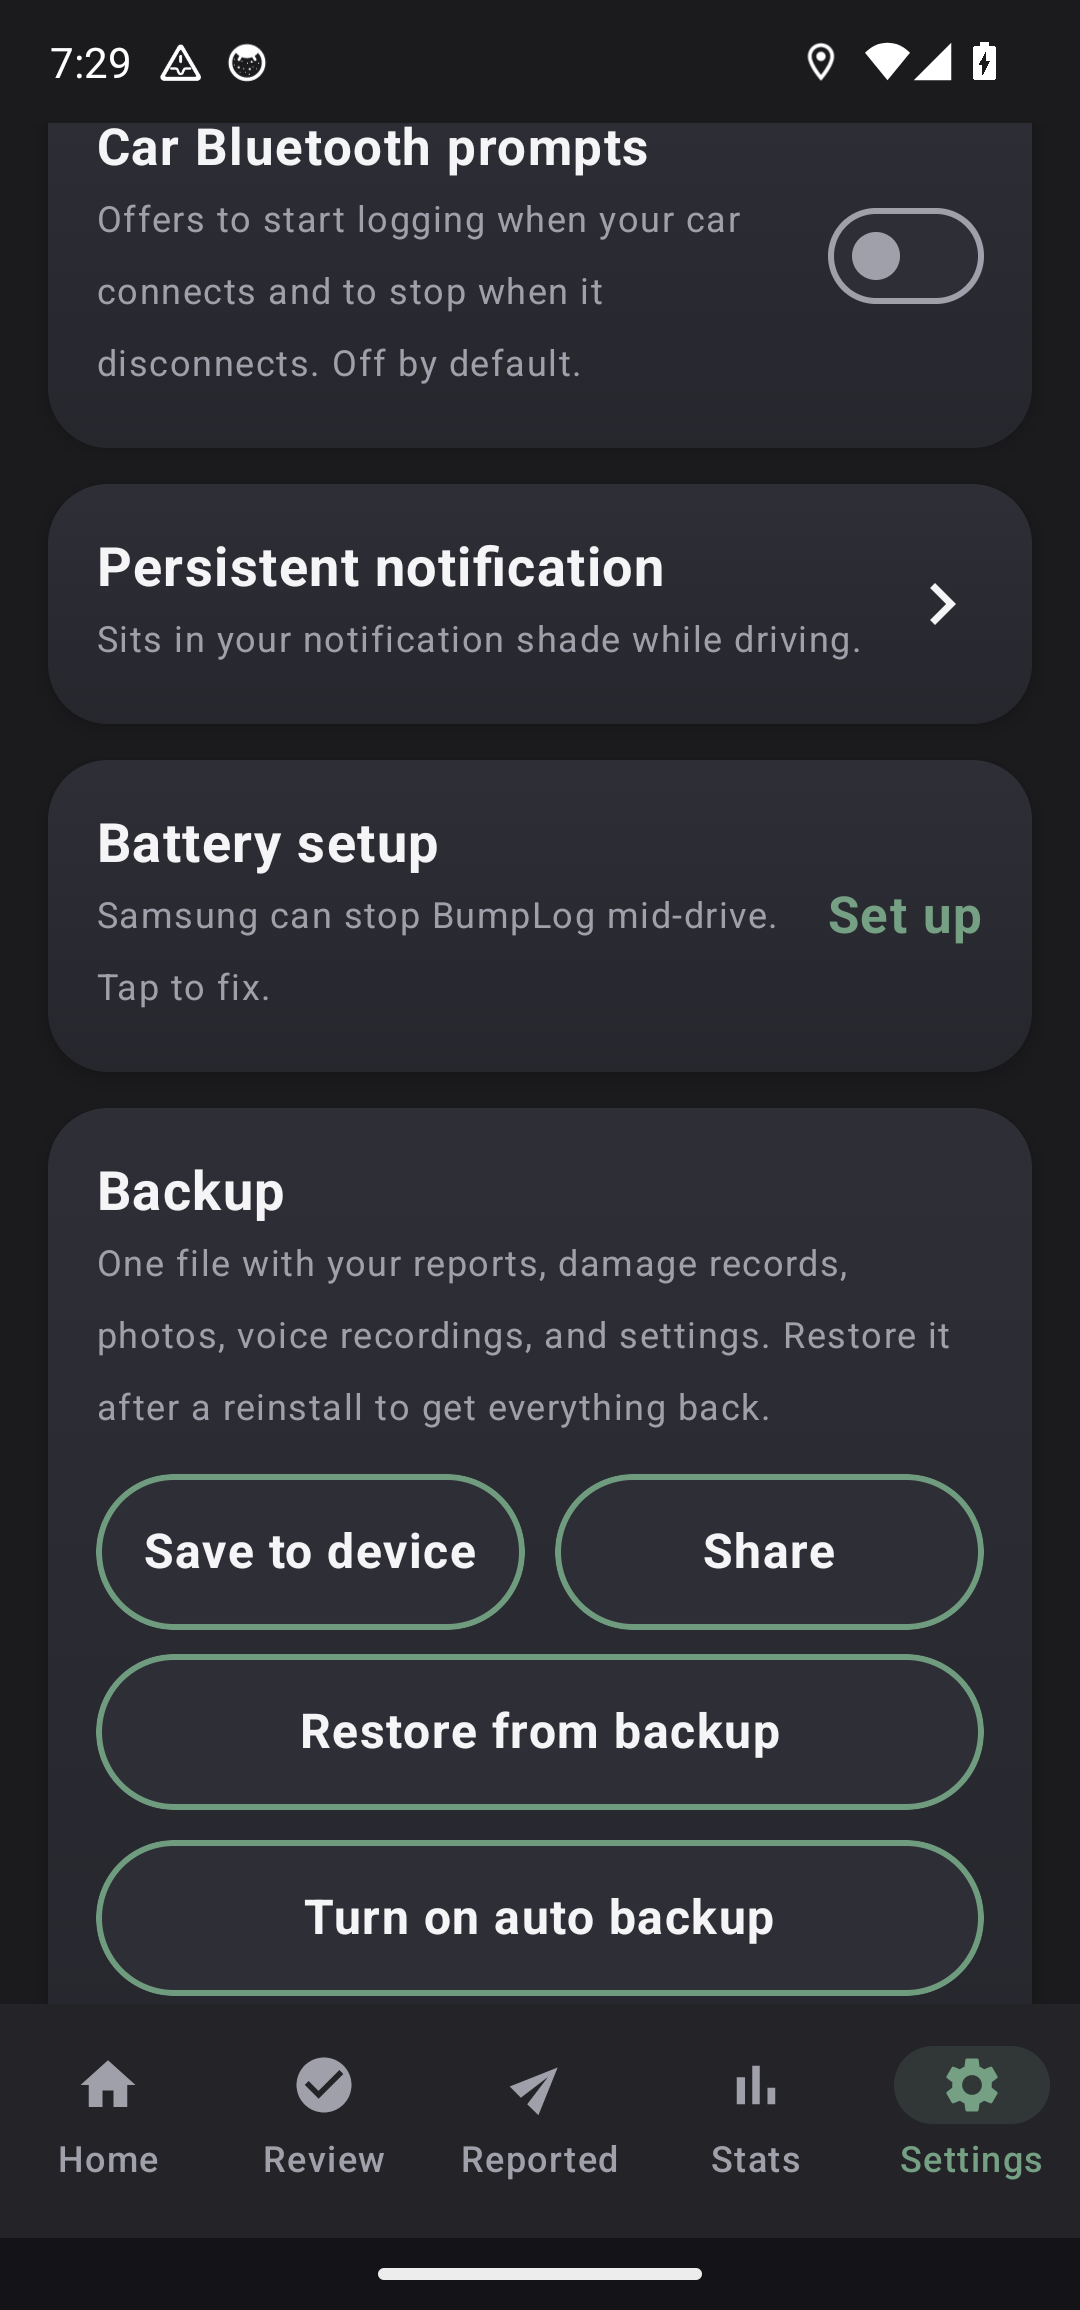 7:29
Car Bluetooth prompts
Offers to start logging when your car
connects and to stop when it
disconnects. Off by default.
Persistent notification
Sits in your notification shade while driving.
Battery setup
Samsung can stop BumpLog mid-drive.
Tap to fix.
Set up
Backup
One file with your reports, damage records,
photos, voice recordings, and settings. Restore it
after a reinstall to get everything back.
Save to device
Share
Restore from backup
Turn on auto backup
Home
Review
Reported
Stats
Settings